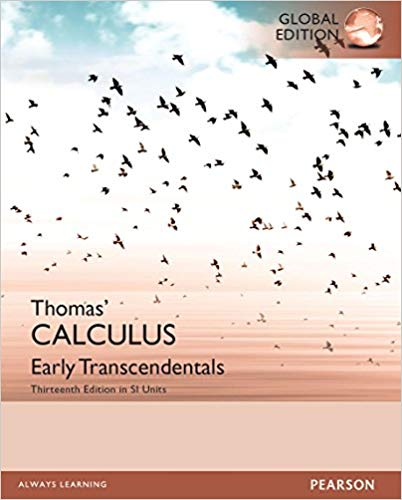 GLOBAL
EDITION
Thomas'
CALCULUS
Early Transcendentals
Thirteenth Edition in SI Units
ALWAYS LEARNING
PEARSON